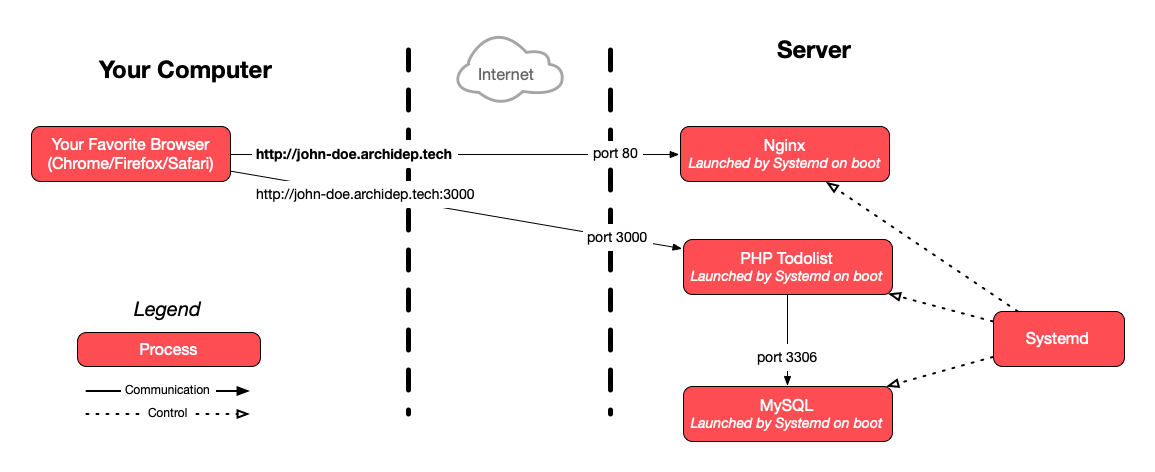 Your Computer
Internet
Server
Your Favorite Browser
(Chrome/Firefox/Safari)
http://john-doe.archidep.tech
port 80
Nginx
Launched by Systemd on boot
http://john-doe.archidep.tech:3000
port 3000
PHP Todolist
Launched by Systemd on boot
Legend
Process
Communication
Control
port 3306
Systemd
MySQL
Launched by Systemd on boot